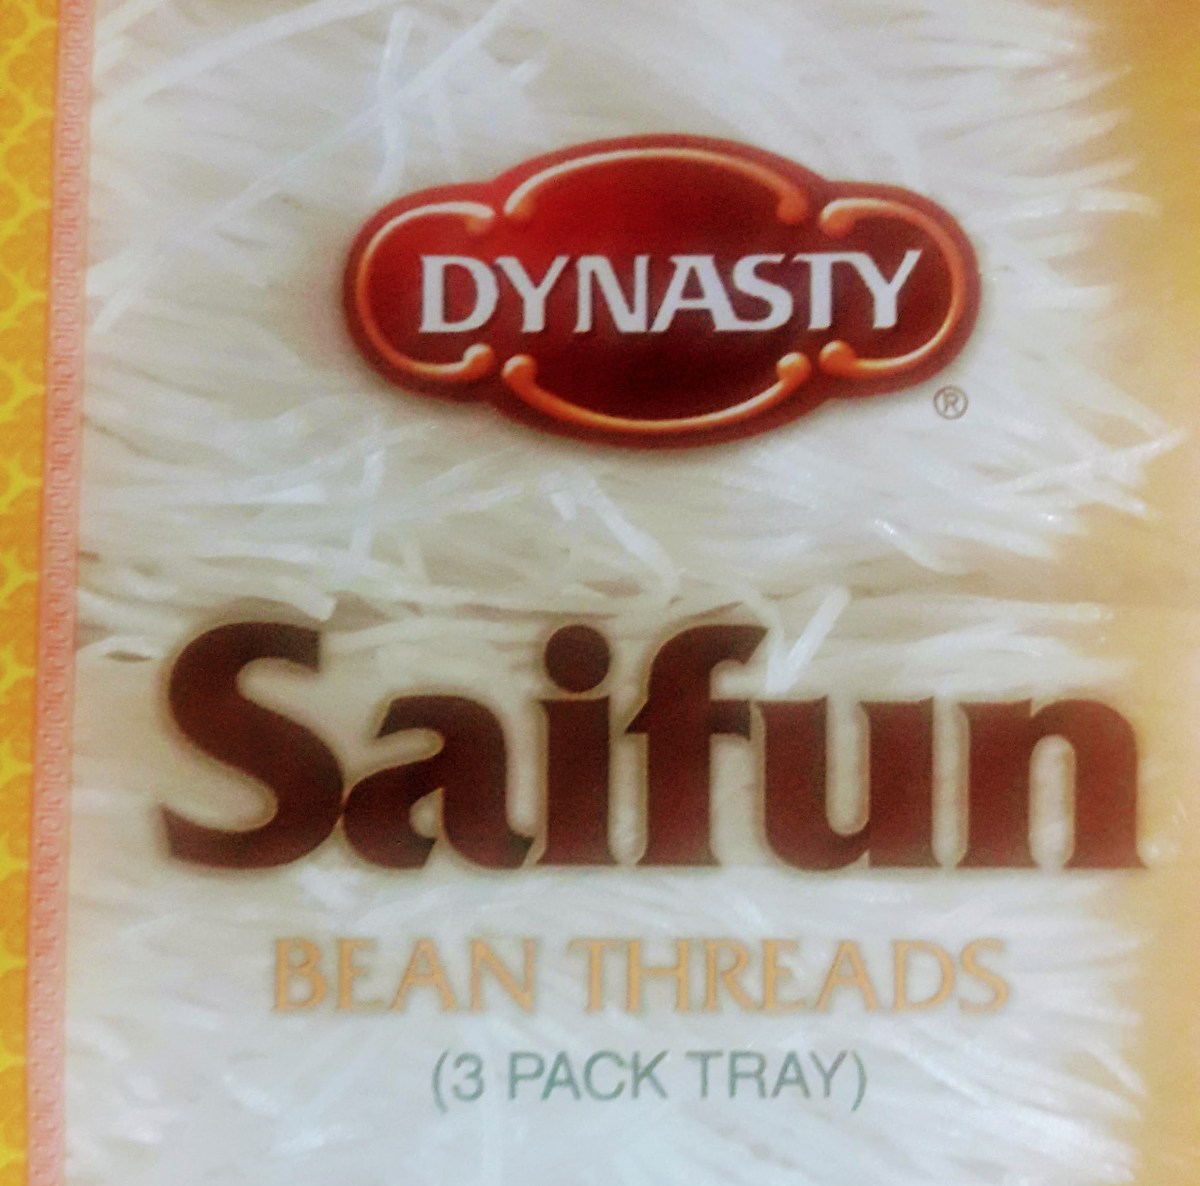 DYNASTY
®
Saifun
BEAN THREADS
(3 PACK TRAY)